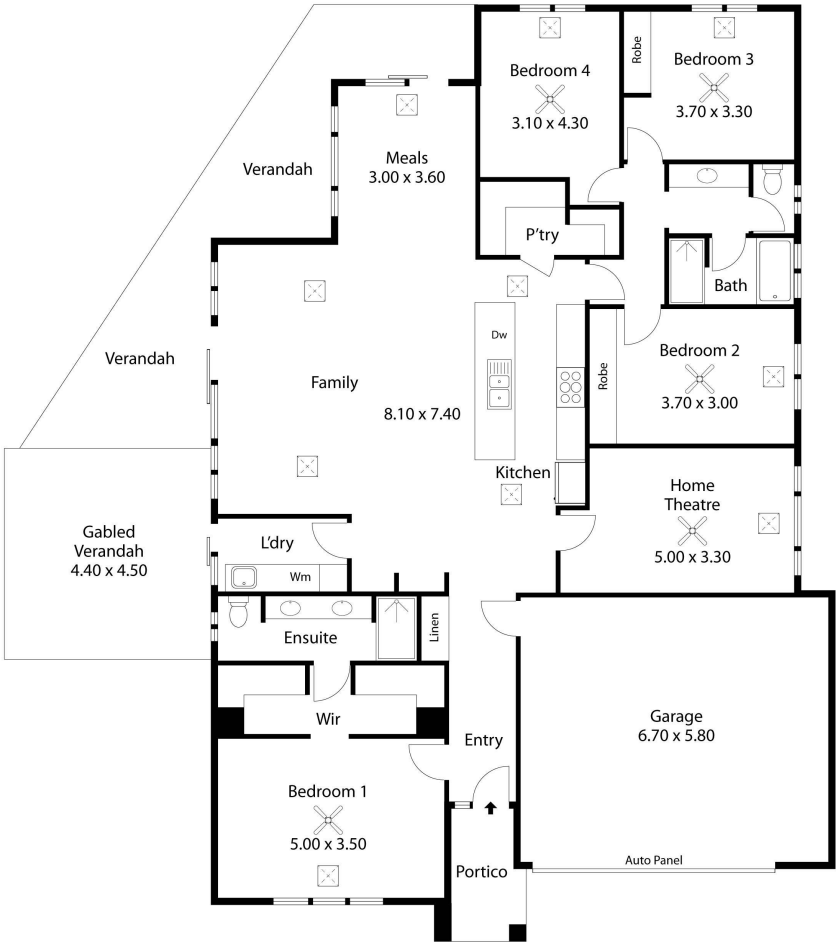 Bedroom 4
3.10 x 4.30
Robe
Bedroom 3
3.70 x 3.30
Meals
3.00 x 3.60
Verandah
P'try
Bath
Verandah
Family
8.10 x 7.40
Dw
Kitchen
Robe
Bedroom 2
3.70 x 3.00
Home
Theatre
5.00 x 3.30
Gabled
Verandah
4.40 x 4.50
L'dry
Wm
Ensuite
Linen
Wir
Entry
Garage
6.70 x 5.80
Bedroom 1
5.00 x 3.50
Portico
Auto Panel